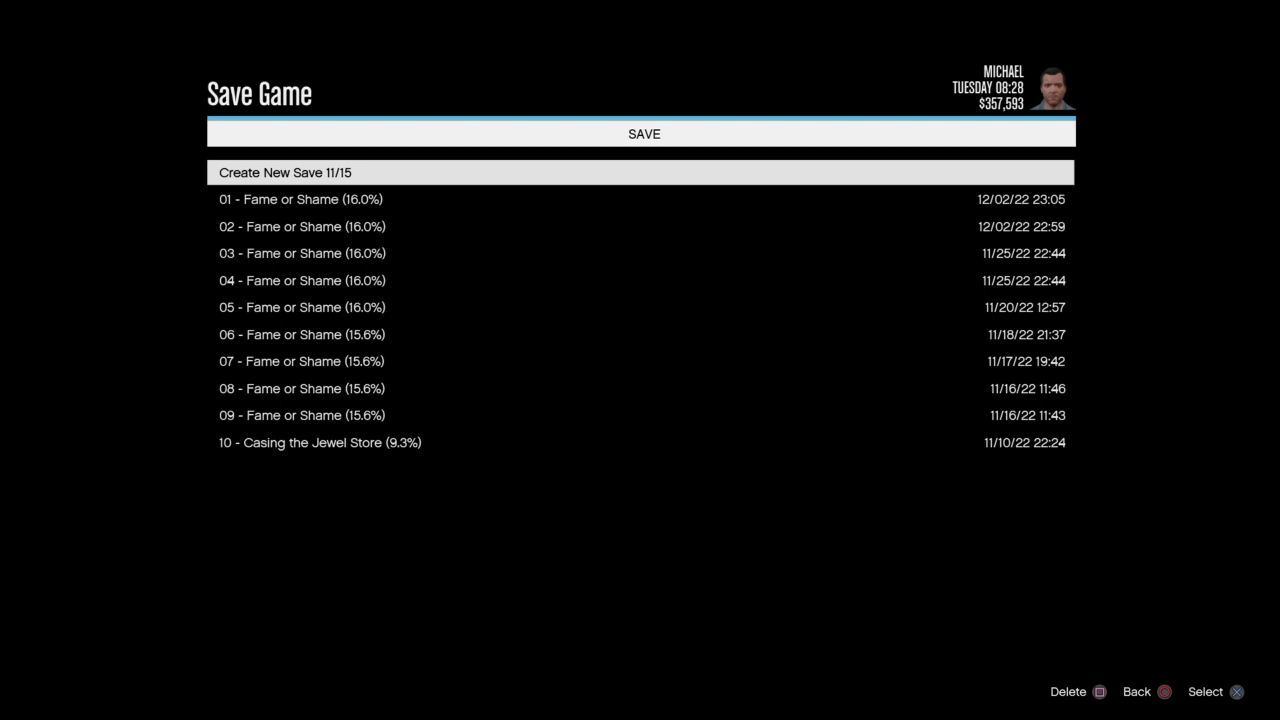 Save Game
MICHAEL
TUESDAY 08:28
$357,593
SAVE
Create New Save 11/15
01 - Fame or Shame (16.0%) 12/02/22 23:05
02 - Fame or Shame (16.0%) 12/02/22 22:59
03 - Fame or Shame (16.0%) 11/25/22 22:44
04 - Fame or Shame (16.0%) 11/25/22 22:44
05 - Fame or Shame (16.0%) 11/20/22 12:57
06 - Fame or Shame (15.6%) 11/18/22 21:37
07 - Fame or Shame (15.6%) 11/17/22 19:42
08 - Fame or Shame (15.6%) 11/16/22 11:46
09 - Fame or Shame (15.6%) 11/16/22 11:43
10 - Casing the Jewel Store (9.3%) 11/10/22 22:24
Delete Back Select